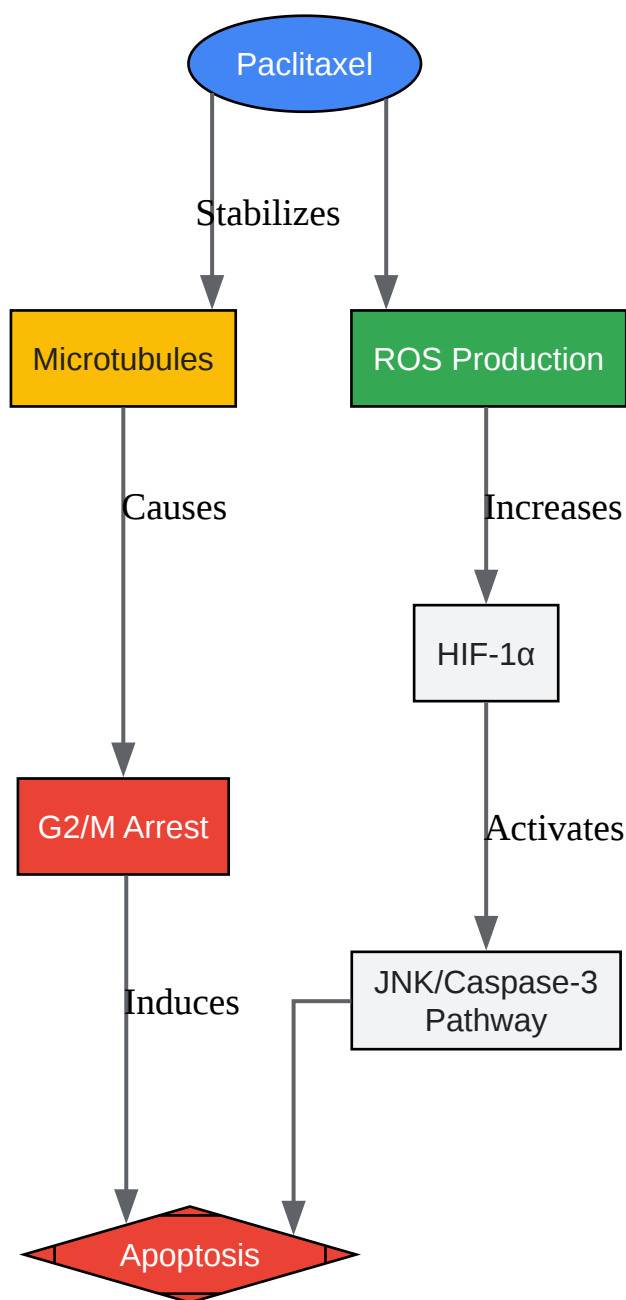 Paclitaxel
Stabilizes
Microtubules
ROS Production
Causes
Increases
HIF-1α
G2/M Arrest
Activates
JNK/Caspase-3
Pathway
Induces
Apoptosis